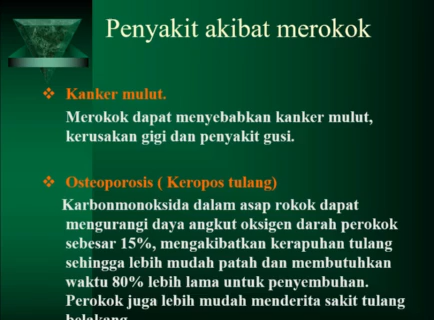 Penyakit akibat merokok
Kanker mulut.
Merokok dapat menyebabkan kanker mulut,
kerusakan gigi dan penyakit gusi.
Osteoporosis ( Keropos tulang)
Karbonmonoksida dalam asap rokok dapat
mengurangi daya angkut oksigen darah perokok
sebesar 15%, mengakibatkan kerapuhan tulang
sehingga lebih mudah patah dan membutuhkan
waktu 80% lebih lama untuk penyembuhan.
Perokok juga lebih mudah menderita sakit tulang
belakang